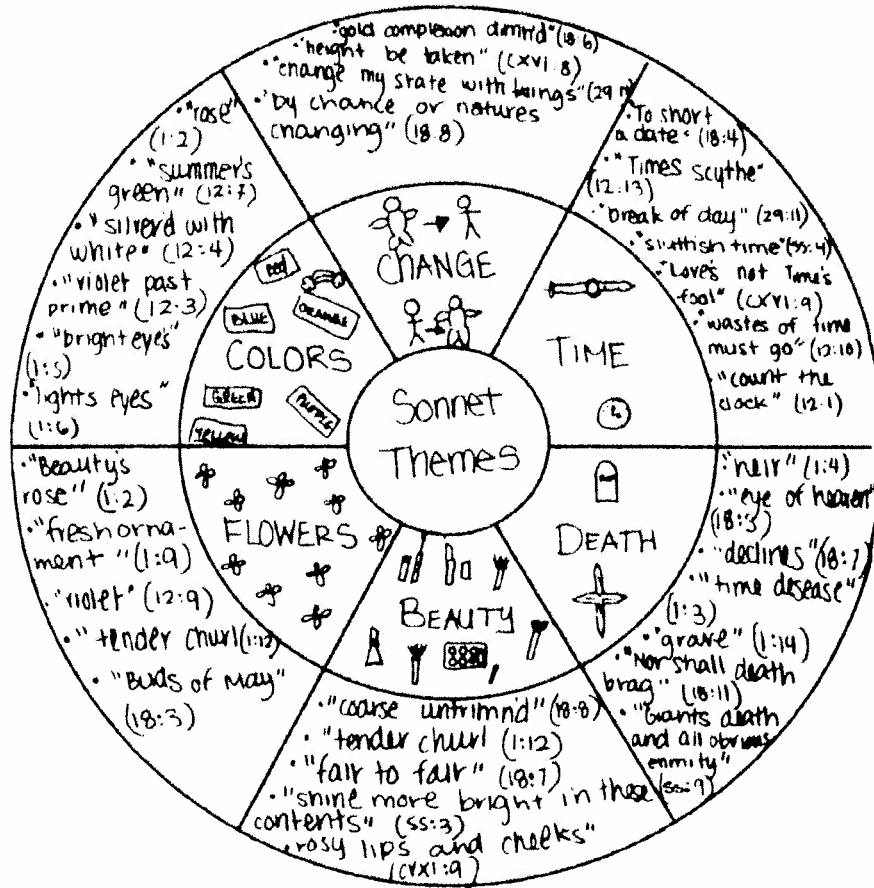 Sonnet
Themes
CHANGE
• "gold complexion dimm'd" (18:6)
• "height be taken" (CXVI:8)
• "change my state with kings" (29:11)
• "by chance or natures
changing" (18:8)
TIME
• To short
a date" (18:4)
• "Times scythe"
(12:13)
• "break of day" (29:11)
• "sluttish time" (55:4)
• "Love's not Time's
fool" (CXVI:9)
• "wastes of time
must go" (12:10)
• "count the
clock" (12:1)
DEATH
• "heir" (1:4)
• "eye of heaven"
(18:3)
• "declines" (18:7)
• "time desease"
(1:3)
• "grave" (1:14)
• "Nor shall death
brag" (18:11)
• "Giants death
and all obvious
enmity"
(55:9)
BEAUTY
• "coarse untrimn'd" (18:8)
• "tender churl (1:12)
• "fair to fair" (18:7)
• "shine more bright in these
contents" (55:3)
rosy lips and cheeks"
(CVXI:9)
FLOWERS
• "Beauty's
rose" (1:2)
• "fresh orna-
ment" (1:9)
• "violet" (12:9)
• "tender churl (1:12)
• "Buds of May"
(18:3)
COLORS
RED
BLUE
ORANGE
GREEN
PURPLE
YELLOW
• "rose"
(1:2)
• "summer's
green" (12:7)
• "silver'd with
white" (12:4)
• "violet past
prime" (12:3)
• "bright eyes"
(1:5)
• "lights eyes"
(1:6)